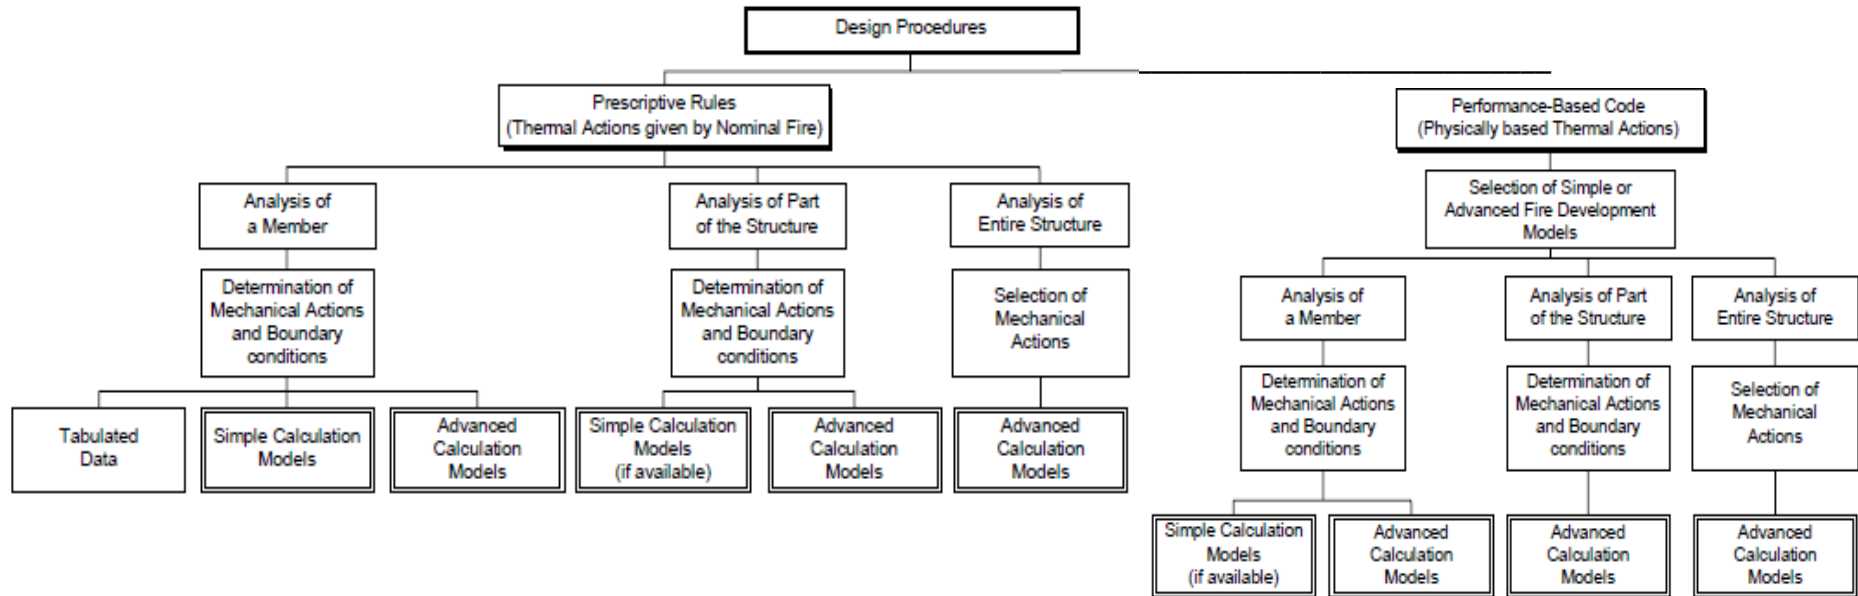 Design Procedures
Prescriptive Rules
(Thermal Actions given by Nominal Fire)
Performance-Based Code
(Physically based Thermal Actions)
Analysis of
a Member
Analysis of Part
of the Structure
Analysis of
Entire Structure
Selection of Simple or
Advanced Fire Development
Models
Determination of
Mechanical Actions
and Boundary
conditions
Determination of
Mechanical Actions
and Boundary
conditions
Selection of
Mechanical
Actions
Analysis of
a Member
Analysis of Part
of the Structure
Analysis of
Entire Structure
Tabulated
Data
Simple Calculation
Models
Advanced
Calculation
Models
Simple Calculation
Models
(if available)
Advanced
Calculation
Models
Advanced
Calculation
Models
Determination of
Mechanical Actions
and Boundary
conditions
Determination of
Mechanical Actions
and Boundary
conditions
Selection of
Mechanical
Actions
Simple Calculation
Models
(if available)
Advanced
Calculation
Models
Advanced
Calculation
Models
Advanced
Calculation
Models